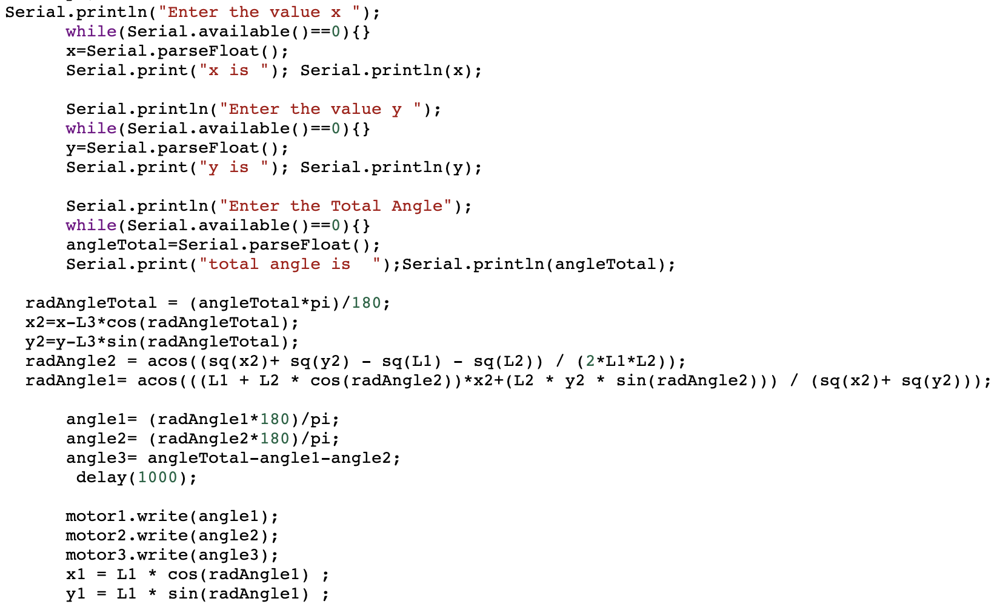 Serial.println("Enter the value x ");
while(Serial.available()==0){}
x=Serial.parseFloat();
Serial.print("x is "); Serial.println(x);
Serial.println("Enter the value y ");
while(Serial.available()==0){}
y=Serial.parseFloat();
Serial.print("y is "); Serial.println(y);
Serial.println("Enter the Total Angle");
while(Serial.available()==0){}
angleTotal=Serial.parseFloat();
Serial.print("total angle is  ");Serial.println(angleTotal);
radAngleTotal = (angleTotal*pi)/180;
x2=x-L3*cos(radAngleTotal);
y2=y-L3*sin(radAngleTotal);
radAngle2 = acos((sq(x2)+ sq(y2) - sq(L1) - sq(L2)) / (2*L1*L2));
radAngle1= acos(((L1 + L2 * cos(radAngle2))*x2+(L2 * y2 * sin(radAngle2))) / (sq(x2)+ sq(y2)));
angle1= (radAngle1*180)/pi;
angle2= (radAngle2*180)/pi;
angle3= angleTotal-angle1-angle2;
delay(1000);
motor1.write(angle1);
motor2.write(angle2);
motor3.write(angle3);
x1 = L1 * cos(radAngle1) ;
y1 = L1 * sin(radAngle1) ;